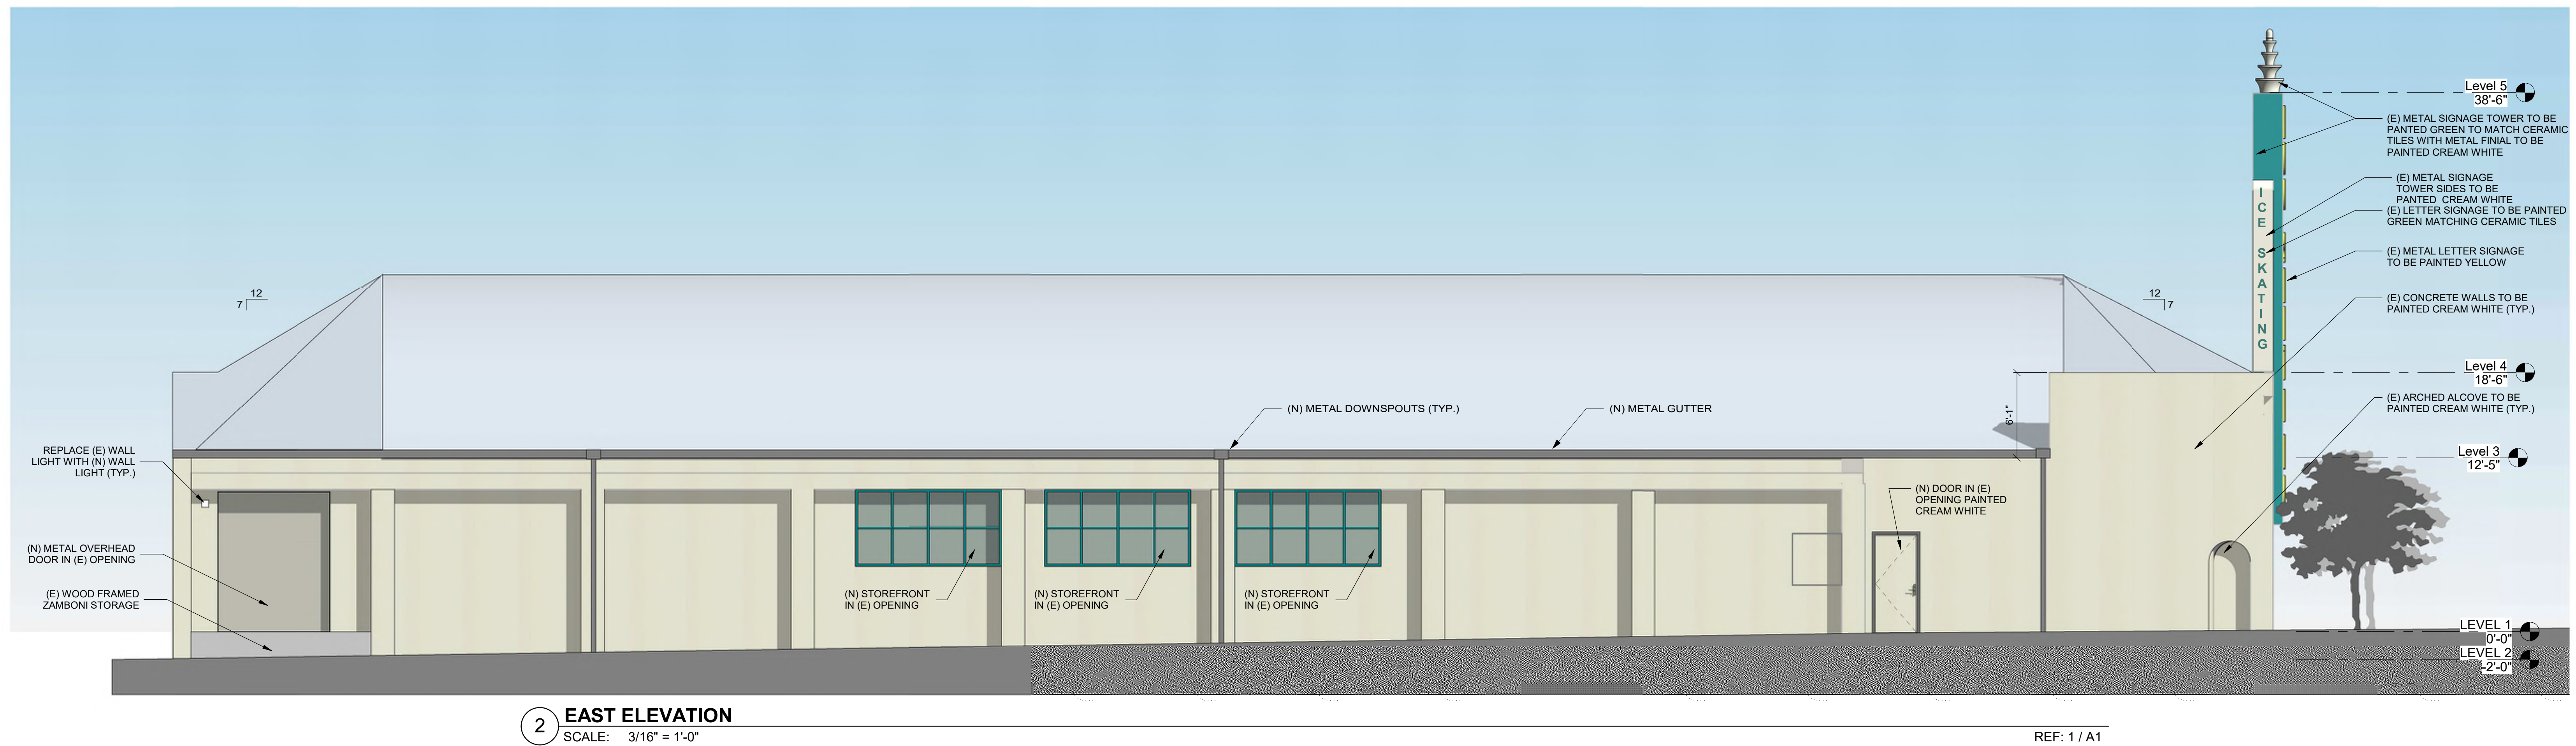 Level 5
38'-6"
(E) METAL SIGNAGE TOWER TO BE
PANTED GREEN TO MATCH CERAMIC
TILES WITH METAL FINIAL TO BE
PAINTED CREAM WHITE
(E) METAL SIGNAGE
TOWER SIDES TO BE
PANTED CREAM WHITE
(E) LETTER SIGNAGE TO BE PAINTED
GREEN MATCHING CERAMIC TILES
(E) METAL LETTER SIGNAGE
TO BE PAINTED YELLOW
ICE SKATING
12
7
12
7
(E) CONCRETE WALLS TO BE
PAINTED CREAM WHITE (TYP.)
Level 4
18'-6"
(E) ARCHED ALCOVE TO BE
PAINTED CREAM WHITE (TYP.)
6'-1"
(N) METAL DOWNSPOUTS (TYP.)
(N) METAL GUTTER
REPLACE (E) WALL
LIGHT WITH (N) WALL
LIGHT (TYP.)
Level 3
12'-5"
(N) DOOR IN (E)
OPENING PAINTED
CREAM WHITE
(N) METAL OVERHEAD
DOOR IN (E) OPENING
(E) WOOD FRAMED
ZAMBONI STORAGE
(N) STOREFRONT
IN (E) OPENING
(N) STOREFRONT
IN (E) OPENING
(N) STOREFRONT
IN (E) OPENING
LEVEL 1
0'-0"
LEVEL 2
-2'-0"
2
EAST ELEVATION
SCALE: 3/16" = 1'-0"
REF: 1 / A1